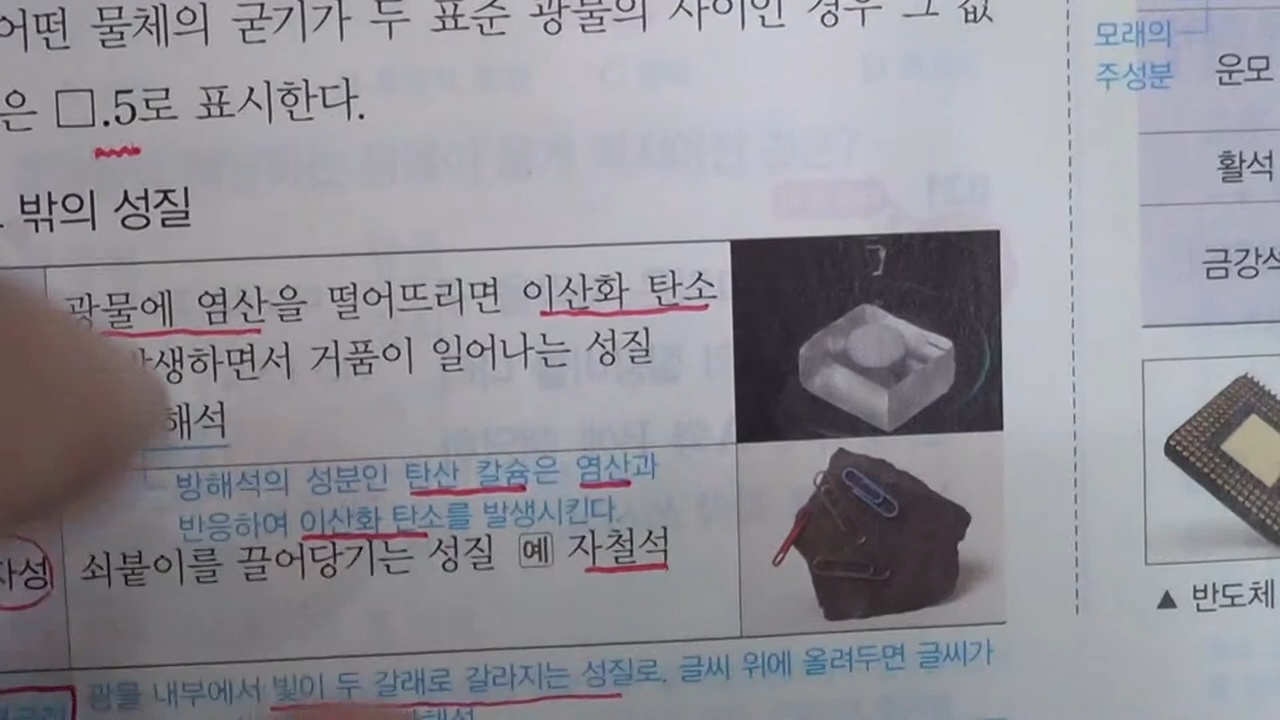 어떤 물체의 굳기가 두 표준 광물의 사이인 경우 그 값
은 □.5로 표시한다.
밖의 성질
광물에 염산을 떨어뜨리면 이산화 탄소
생하면서 거품이 일어나는 성질
해석
방해석의 성분인 탄산 칼슘은 염산과
반응하여 이산화 탄소를 발생시킨다.
자성
쇠붙이를 끌어당기는 성질 예 자철석
광물 내부에서 빛이 두 갈래로 갈라지는 성질로, 글씨 위에 올려두면 글씨가
모래의
주성분
운모
활석
금강석
▲ 반도체